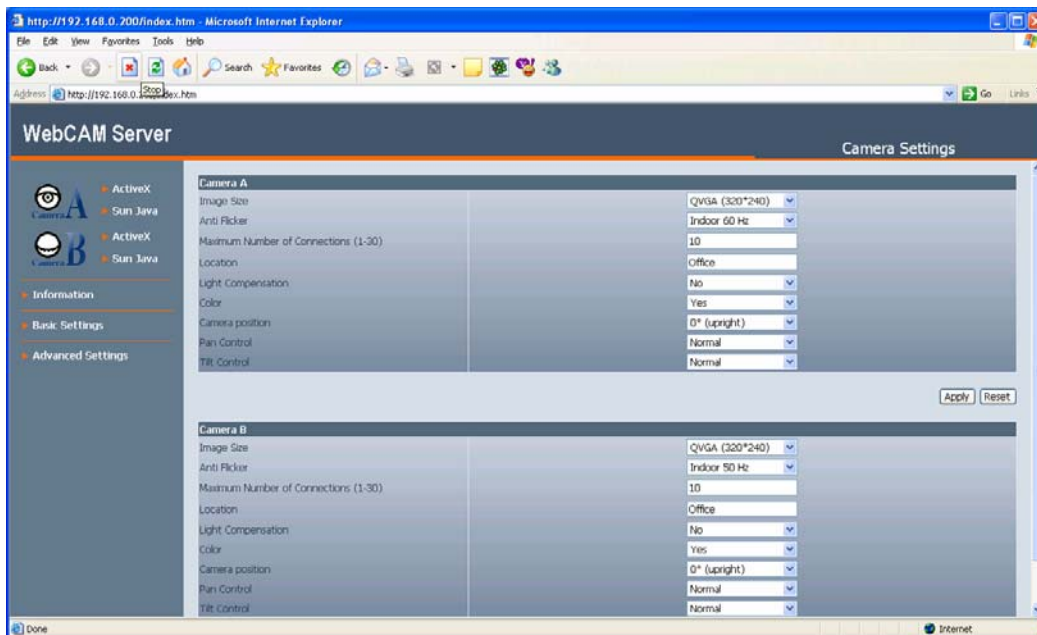 http://192.168.0.200/index.htm - Microsoft Internet Explorer
File Edit View Favorites Tools Help
Back Search Favorites
Address http://192.168.0. dex.htm Go Links
Stop
WebCAM Server
Camera Settings
Camera A ActiveX
Sun Java
Camera B ActiveX
Sun Java
Information
Basic Settings
Advanced Settings
Camera A
Image Size QVGA (320*240)
Anti Flicker Indoor 60 Hz
Maximum Number of Connections (1-30) 10
Location Office
Light Compensation No
Color Yes
Camera position 0° (upright)
Pan Control Normal
Tilt Control Normal
Apply Reset
Camera B
Image Size QVGA (320*240)
Anti Flicker Indoor 50 Hz
Maximum Number of Connections (1-30) 10
Location Office
Light Compensation No
Color Yes
Camera position 0° (upright)
Pan Control Normal
Tilt Control Normal
Done Internet